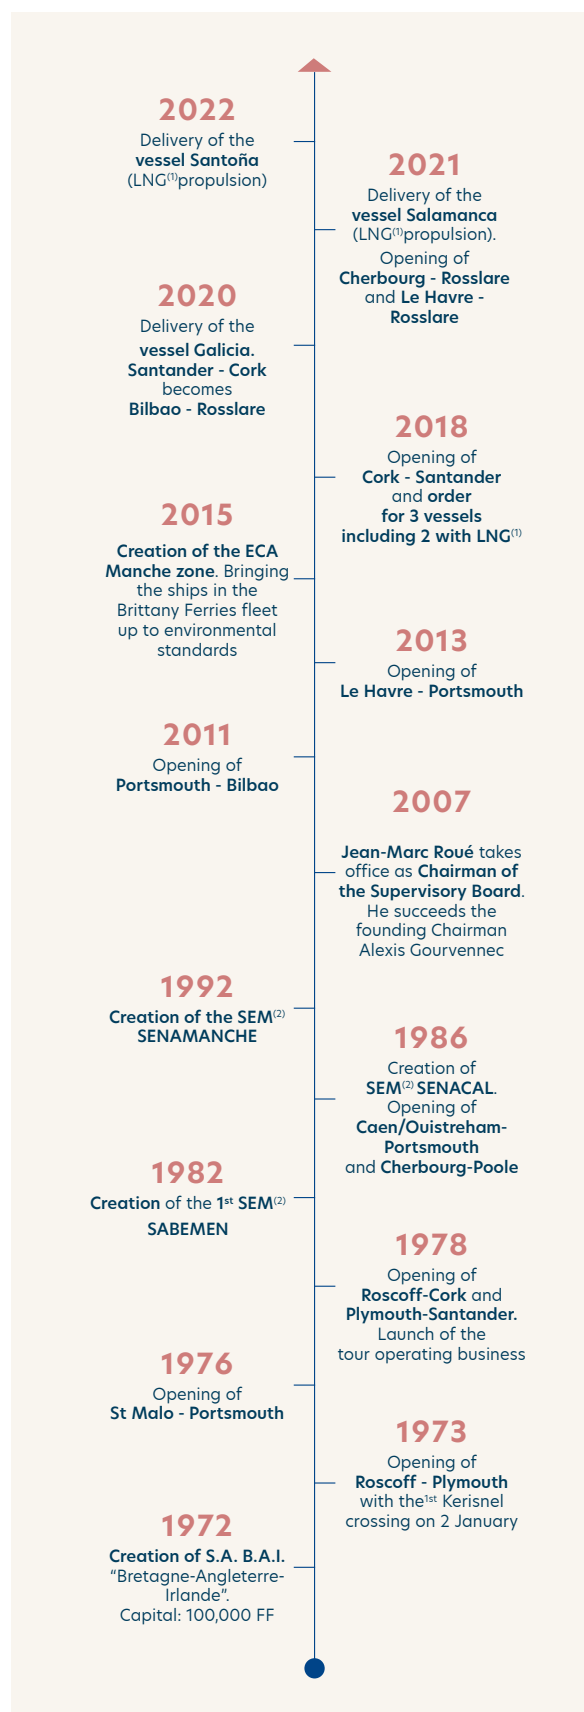 2022
Delivery of the
vessel Santoña
(LNG(1)propulsion)
2021
Delivery of the
vessel Salamanca
(LNG(1)propulsion).
Opening of
Cherbourg - Rosslare
and Le Havre -
Rosslare
2020
Delivery of the
vessel Galicia.
Santander - Cork
becomes
Bilbao - Rosslare
2018
Opening of
Cork - Santander
and order
for 3 vessels
including 2 with LNG(1)
2015
Creation of the ECA
Manche zone. Bringing
the ships in the
Brittany Ferries fleet
up to environmental
standards
2013
Opening of
Le Havre - Portsmouth
2011
Opening of
Portsmouth - Bilbao
2007
Jean-Marc Roué takes
office as Chairman of
the Supervisory Board.
He succeeds the
founding Chairman
Alexis Gourvennec
1992
Creation of the SEM(2)
SENAMANCHE
1986
Creation of
SEM(2) SENACAL.
Opening of
Caen/Ouistreham-
Portsmouth
and Cherbourg-Poole
1982
Creation of the 1st SEM(2)
SABEMEN
1978
Opening of
Roscoff-Cork and
Plymouth-Santander.
Launch of the
tour operating business
1976
Opening of
St Malo - Portsmouth
1973
Opening of
Roscoff - Plymouth
with the1st Kerisnel
crossing on 2 January
1972
Creation of S.A. B.A.I.
“Bretagne-Angleterre-
Irlande”.
Capital: 100,000 FF